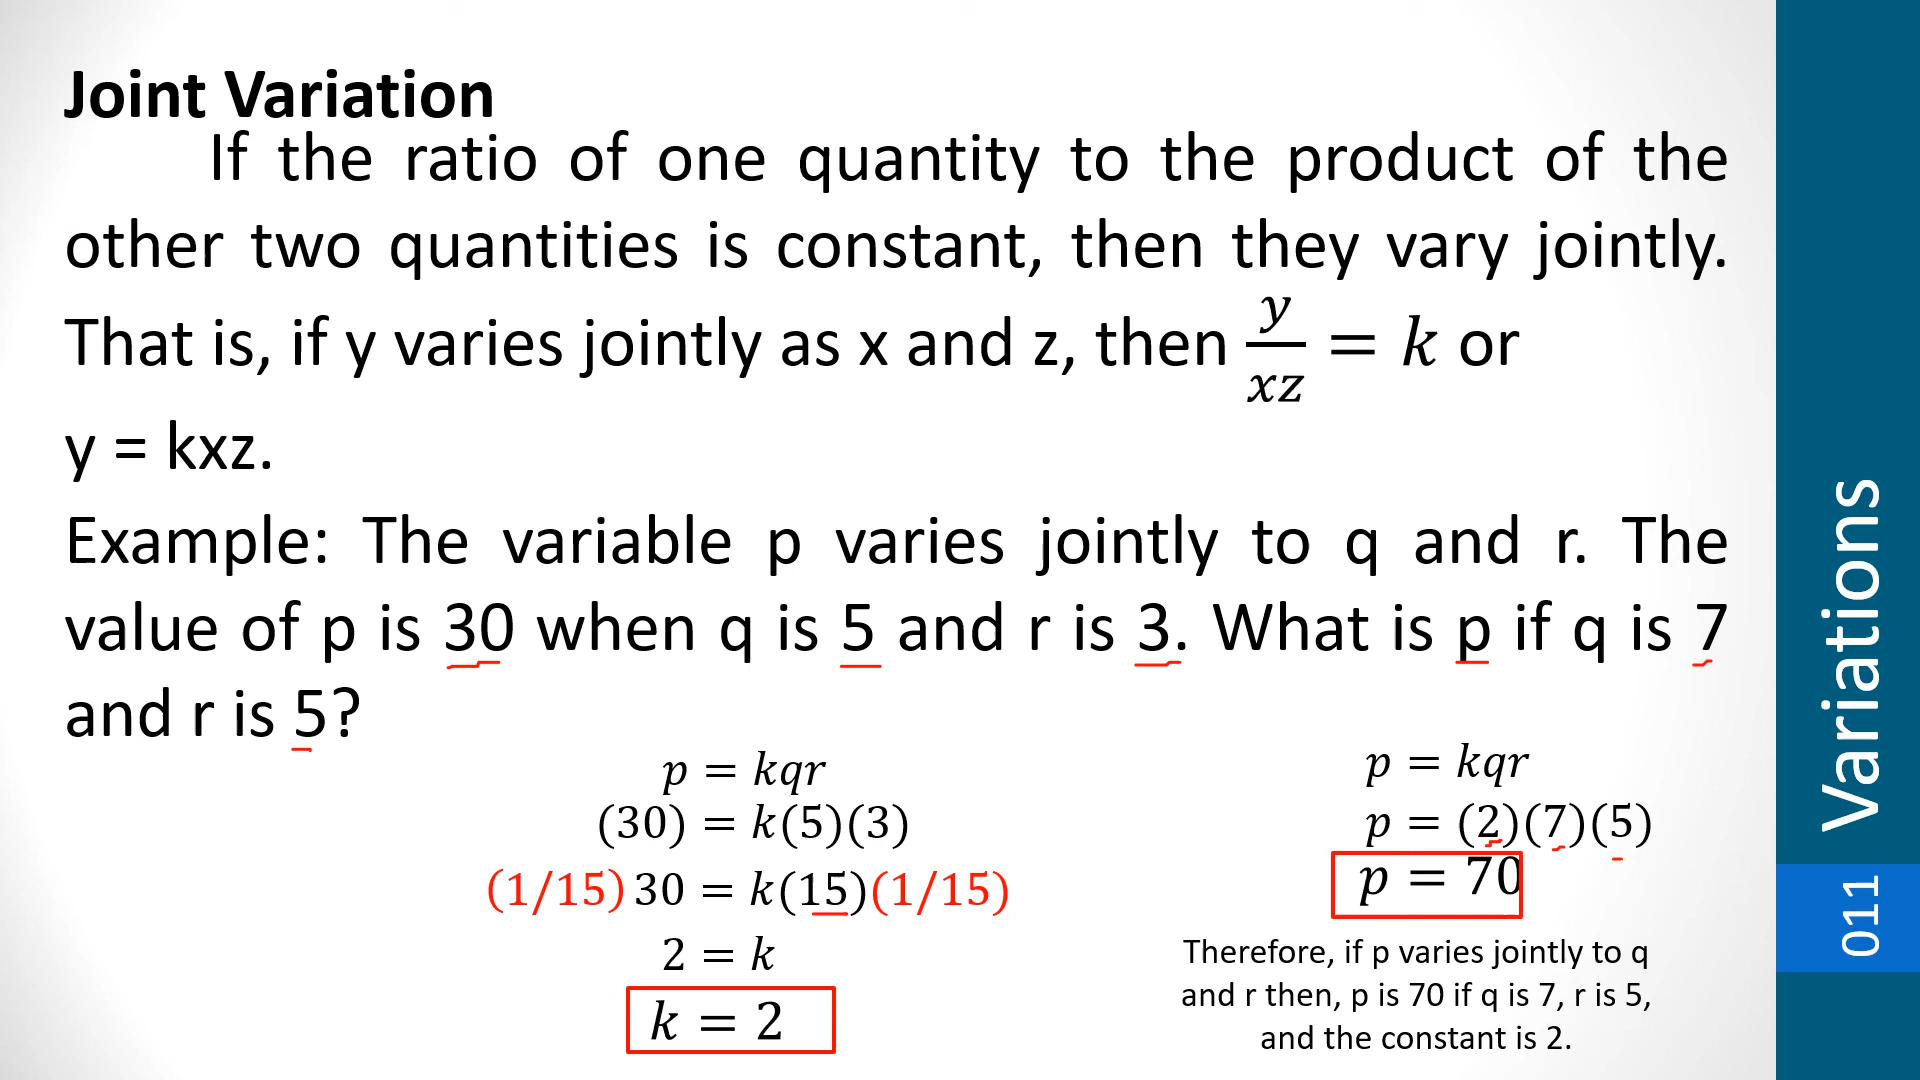 Joint Variation
If the ratio of one quantity to the product of the
other two quantities is constant, then they vary jointly.
That is, if y varies jointly as x and z, then y/xz = k or
y = kxz.
Example: The variable p varies jointly to q and r. The
value of p is 30 when q is 5 and r is 3. What is p if q is 7
and r is 5?
p = kqr
(30) = k(5)(3)
(1/15) 30 = k(15)(1/15)
2 = k
k = 2
p = kqr
p = (2)(7)(5)
p = 70
Therefore, if p varies jointly to q
and r then, p is 70 if q is 7, r is 5,
and the constant is 2.
Variations
011